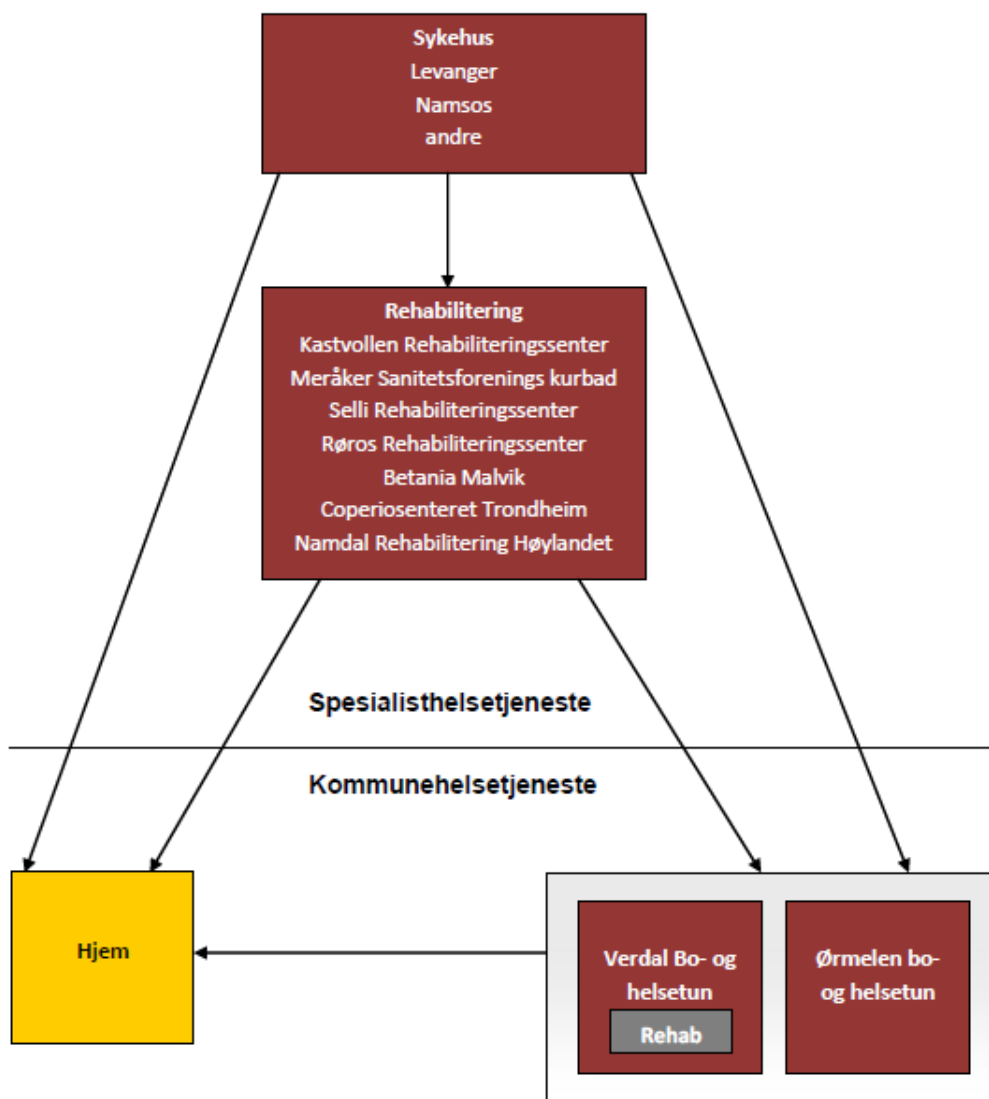 Sykehus
Levanger
Namsos
andre
Rehabilitering
Kastvollen Rehabiliteringssenter
Meråker Sanitetsforenings kurbad
Selli Rehabiliteringssenter
Røros Rehabiliteringssenter
Betania Malvik
Coperiosenteret Trondheim
Namdal Rehabilitering Høylandet
Spesialisthelsetjeneste
Kommunehelsetjeneste
Hjem
Verdal Bo- og
helsetun
Rehab
Ørmelen bo-
og helsetun